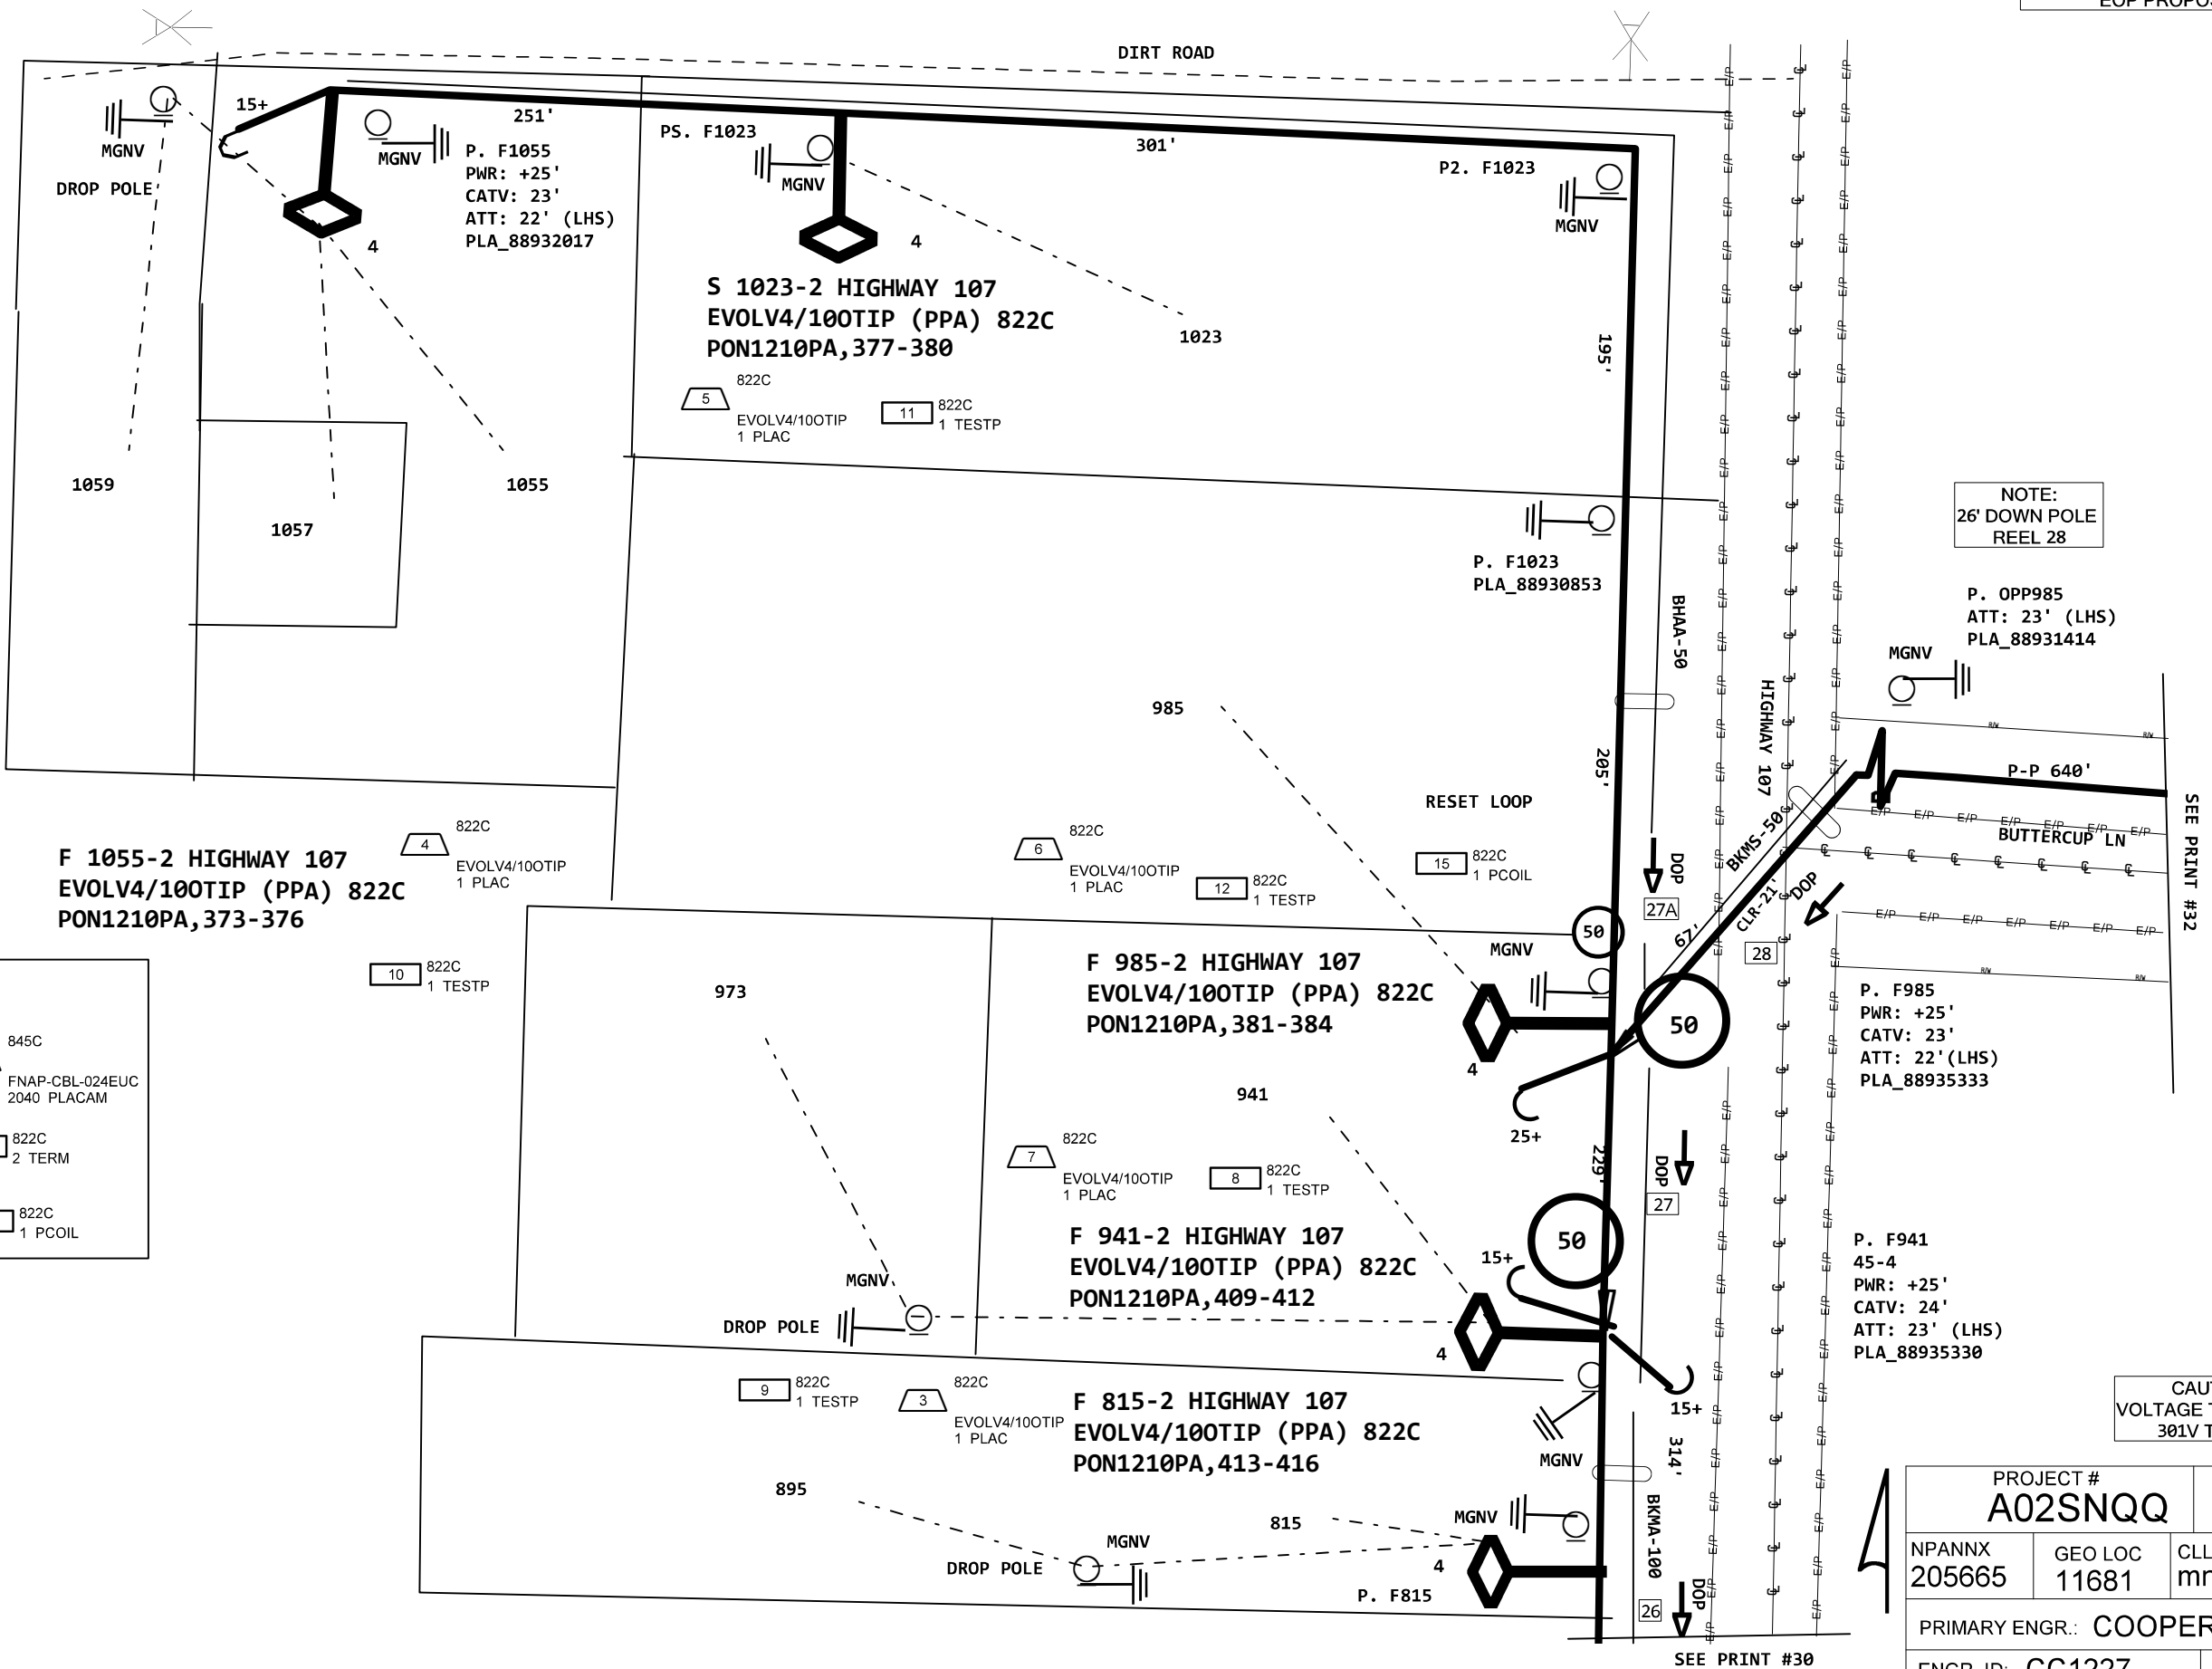 EOP PROPOS
DIRT ROAD
15+
251'
MGNV
DROP POLE
MGNV
P. F1055
PWR: +25'
CATV: 23'
ATT: 22' (LHS)
PLA_88932017
4
PS. F1023
MGNV
4
301'
P2. F1023
MGNV
S 1023-2 HIGHWAY 107
EVOLV4/10OTIP (PPA) 822C
PON1210PA,377-380
1023
195'
5
822C
EVOLV4/10OTIP
1 PLAC
11
822C
1 TESTP
1059
1057
1055
NOTE:
26' DOWN POLE
REEL 28
P. F1023
PLA_88930853
BHAA-50
P. OPP985
ATT: 23' (LHS)
PLA_88931414
MGNV
HIGHWAY 107
985
205'
RESET LOOP
P-P 640'
R/W
R/W
BUTTERCUP LN
SEE PRINT #32
BKMS-50
CLR-21'
67'
DOP
28
R/W
R/W
F 1055-2 HIGHWAY 107
EVOLV4/10OTIP (PPA) 822C
PON1210PA,373-376
4
822C
EVOLV4/10OTIP
1 PLAC
6
822C
EVOLV4/10OTIP
1 PLAC
12
822C
1 TESTP
15
822C
1 PCOIL
DOP
27A
50
MGNV
10
822C
1 TESTP
973
F 985-2 HIGHWAY 107
EVOLV4/10OTIP (PPA) 822C
PON1210PA,381-384
4
50
25+
P. F985
PWR: +25'
CATV: 23'
ATT: 22'(LHS)
PLA_88935333
845C
FNAP-CBL-024EUC
2040 PLACAM
822C
2 TERM
822C
1 PCOIL
941
7
822C
EVOLV4/10OTIP
1 PLAC
8
822C
1 TESTP
229'
DOP
27
F 941-2 HIGHWAY 107
EVOLV4/10OTIP (PPA) 822C
PON1210PA,409-412
50
15+
4
MGNV
DROP POLE
P. F941
45-4
PWR: +25'
CATV: 24'
ATT: 23' (LHS)
PLA_88935330
9
822C
1 TESTP
3
822C
EVOLV4/10OTIP
1 PLAC
F 815-2 HIGHWAY 107
EVOLV4/10OTIP (PPA) 822C
PON1210PA,413-416
15+
MGNV
314'
BKMA-100
895
815
MGNV
MGNV
DROP POLE
4
P. F815
26
DOP
SEE PRINT #30
CAUT
VOLTAGE T
301V T
PROJECT #
A02SNQQ
NPANNX
205665
GEO LOC
11681
CLL
mn
PRIMARY ENGR.: COOPER
ENGR. ID: CC1227
E/P E/P E/P E/P E/P E/P E/P
E/P E/P E/P E/P E/P E/P E/P